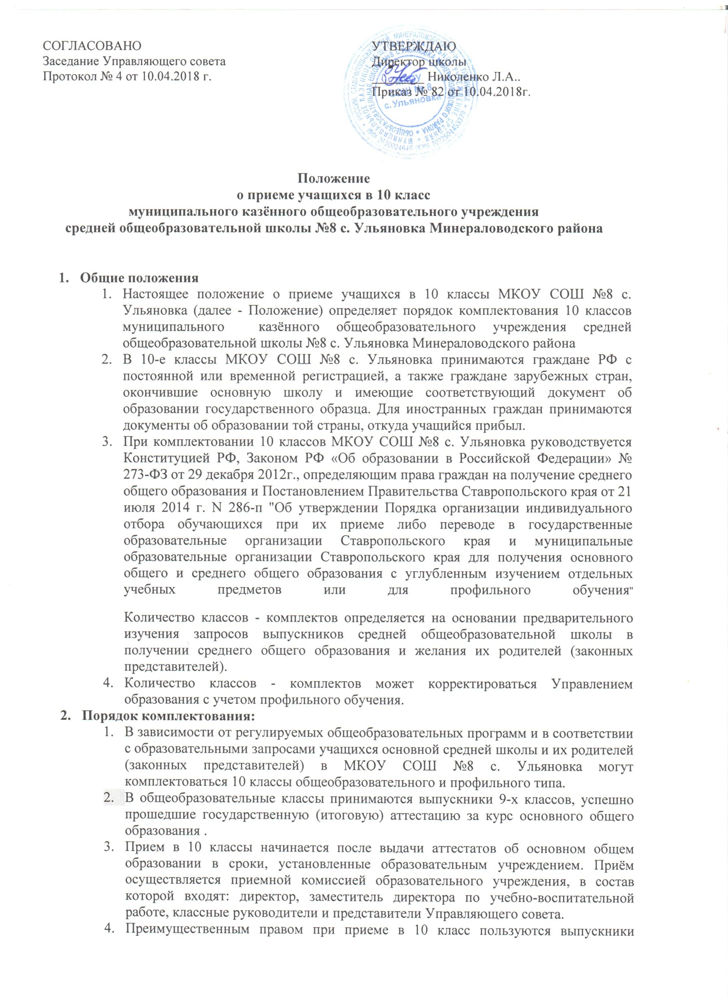 СОГЛАСОВАНО
Заседание Управляющего совета
Протокол № 4 от 10.04.2018 г.
УТВЕРЖДАЮ
Директор школы
________ Николенко Л.А..
Приказ № 82 от 10.04.2018г.
МКОУ
СОШ № 8
с. Ульяновка
Положение
о приеме учащихся в 10 класс
муниципального казённого общеобразовательного учреждения
средней общеобразовательной школы №8 с. Ульяновка Минераловодского района
1. Общие положения
1. Настоящее положение о приеме учащихся в 10 классы МКОУ СОШ №8 с.
Ульяновка (далее - Положение) определяет порядок комплектования 10 классов
муниципального казённого общеобразовательного учреждения средней
общеобразовательной школы №8 с. Ульяновка Минераловодского района
2. В 10-е классы МКОУ СОШ №8 с. Ульяновка принимаются граждане РФ с
постоянной или временной регистрацией, а также граждане зарубежных стран,
окончившие основную школу и имеющие соответствующий документ об
образовании государственного образца. Для иностранных граждан принимаются
документы об образовании той страны, откуда учащийся прибыл.
3. При комплектовании 10 классов МКОУ СОШ №8 с. Ульяновка руководствуется
Конституцией РФ, Законом РФ «Об образовании в Российской Федерации» №
273-ФЗ от 29 декабря 2012г., определяющим права граждан на получение среднего
общего образования и Постановлением Правительства Ставропольского края от 21
июля 2014 г. N 286-п "Об утверждении Порядка организации индивидуального
отбора обучающихся при их приеме либо переводе в государственные
образовательные организации Ставропольского края и муниципальные
образовательные организации Ставропольского края для получения основного
общего и среднего общего образования с углубленным изучением отдельных
учебных предметов или для профильного обучения"
Количество классов - комплектов определяется на основании предварительного
изучения запросов выпускников средней общеобразовательной школы в
получении среднего общего образования и желания их родителей (законных
представителей).
4. Количество классов - комплектов может корректироваться Управлением
образования с учетом профильного обучения.
2. Порядок комплектования:
1. В зависимости от регулируемых общеобразовательных программ и в соответствии
с образовательными запросами учащихся основной средней школы и их родителей
(законных представителей) в МКОУ СОШ №8 с. Ульяновка могут
комплектоваться 10 классы общеобразовательного и профильного типа.
2. В общеобразовательные классы принимаются выпускники 9-х классов, успешно
прошедшие государственную (итоговую) аттестацию за курс основного общего
образования .
3. Прием в 10 классы начинается после выдачи аттестатов об основном общем
образовании в сроки, установленные образовательным учреждением. Приём
осуществляется приемной комиссией образовательного учреждения, в состав
которой входят: директор, заместитель директора по учебно-воспитательной
работе, классные руководители и представители Управляющего совета.
4. Преимущественным правом при приеме в 10 класс пользуются выпускники